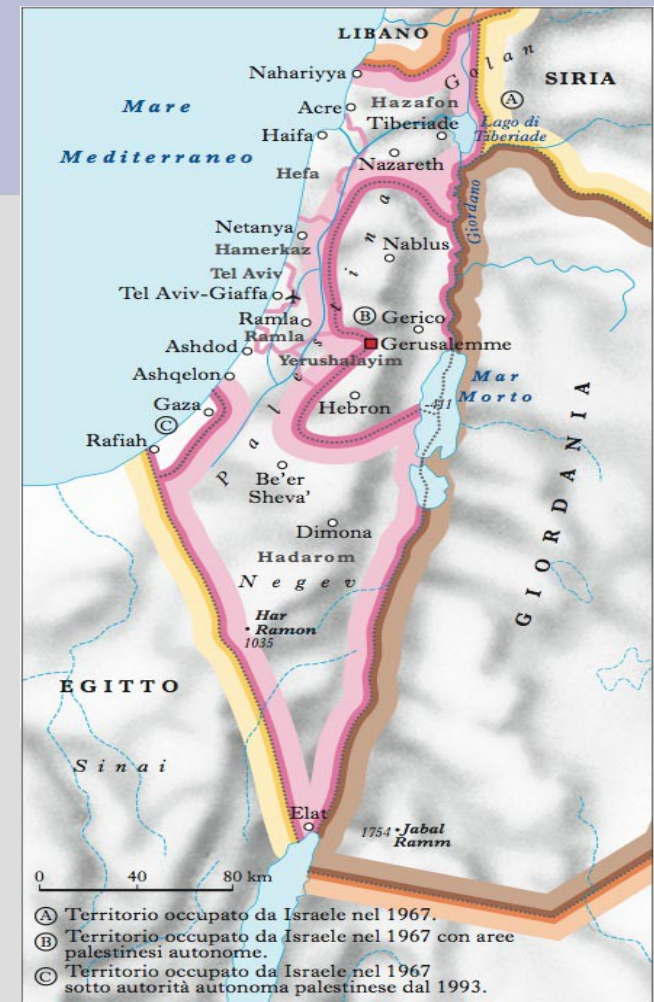 LIBANO
Nahariyya
Golan
SIRIA
A
Mare
Mediterraneo
Acre
Hazafon
Haifa
Tiberiade
Lago di
Tiberiade
Nazareth
Hefa
Giordano
Netanya
Hamerkaz
Nablus
Palestina
Tel Aviv
Tel Aviv-Giaffa
Ramla
B
Gerico
Ramla
Gerusalemme
Ashdod
Yerushalayim
Ashqelon
Mar
Morto
-411
Gaza
Hebron
C
Rafiah
Be'er
Sheva'
GIORDANIA
Dimona
Hadarom
Negev
Har
Ramon
1035
EGITTO
Sinai
Elat
1754 Jabal
Ramm
0 40 80 km
A Territorio occupato da Israele nel 1967.
B Territorio occupato da Israele nel 1967 con aree
palestinesi autonome.
C Territorio occupato da Israele nel 1967
sotto autorità autonoma palestinese dal 1993.